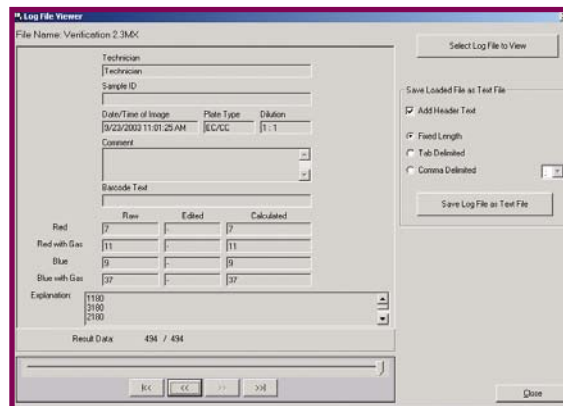 Log File Viewer
File Name: Verification 2.3MX
Select Log File to View
Technician
Technician
Sample ID
Date/Time of Image Plate Type Dilution
9/23/2003 11:01:25 AM EC/CC 1 : 1
Comment
Barcode Text
Raw Edited Calculated
Red 7 - 7
Red with Gas 11 - 11
Blue 9 - 9
Blue with Gas 37 - 37
Explanation: 1180
3180
2180
Result Data: 494 / 494
|<< << >> >>|
Save Loaded File as Text File
Add Header Text
Fixed Length
Tab Delimited
Comma Delimited
Save Log File as Text File
Close